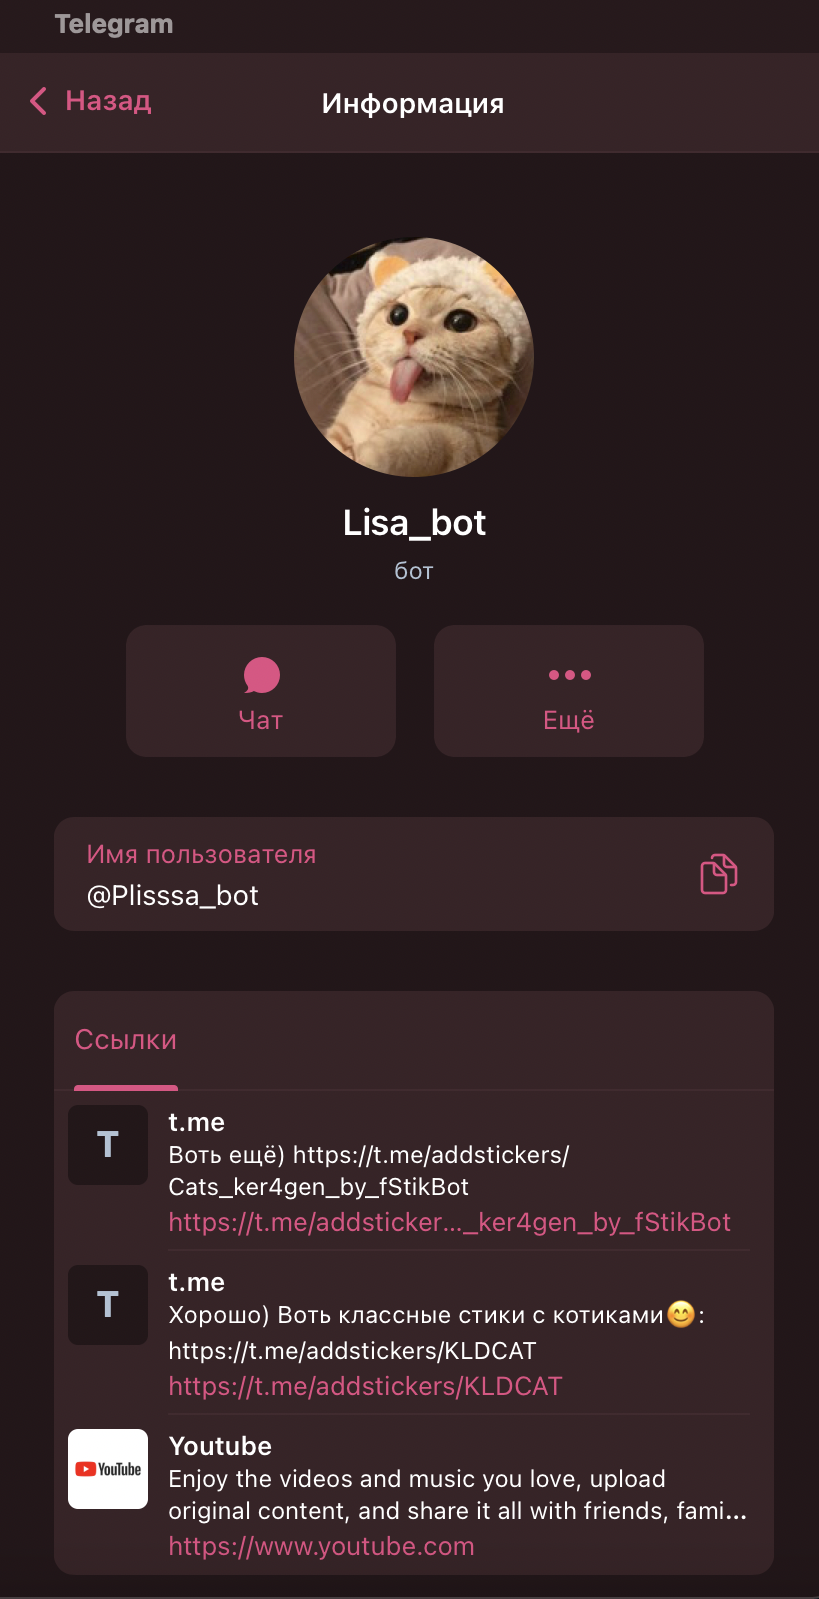 Telegram
Назад
Информация
Lisa_bot
бот
Чат
Ещё
Имя пользователя
@Plisssa_bot
Ссылки
T
t.me
Воть ещё) https://t.me/addstickers/
Cats_ker4gen_by_fStikBot
https://t.me/addsticker..._ker4gen_by_fStikBot
T
t.me
Хорошо) Воть классные стики с котиками😊:
https://t.me/addstickers/KLDCAT
https://t.me/addstickers/KLDCAT
YouTube
Youtube
Enjoy the videos and music you love, upload
original content, and share it all with friends, fami...
https://www.youtube.com